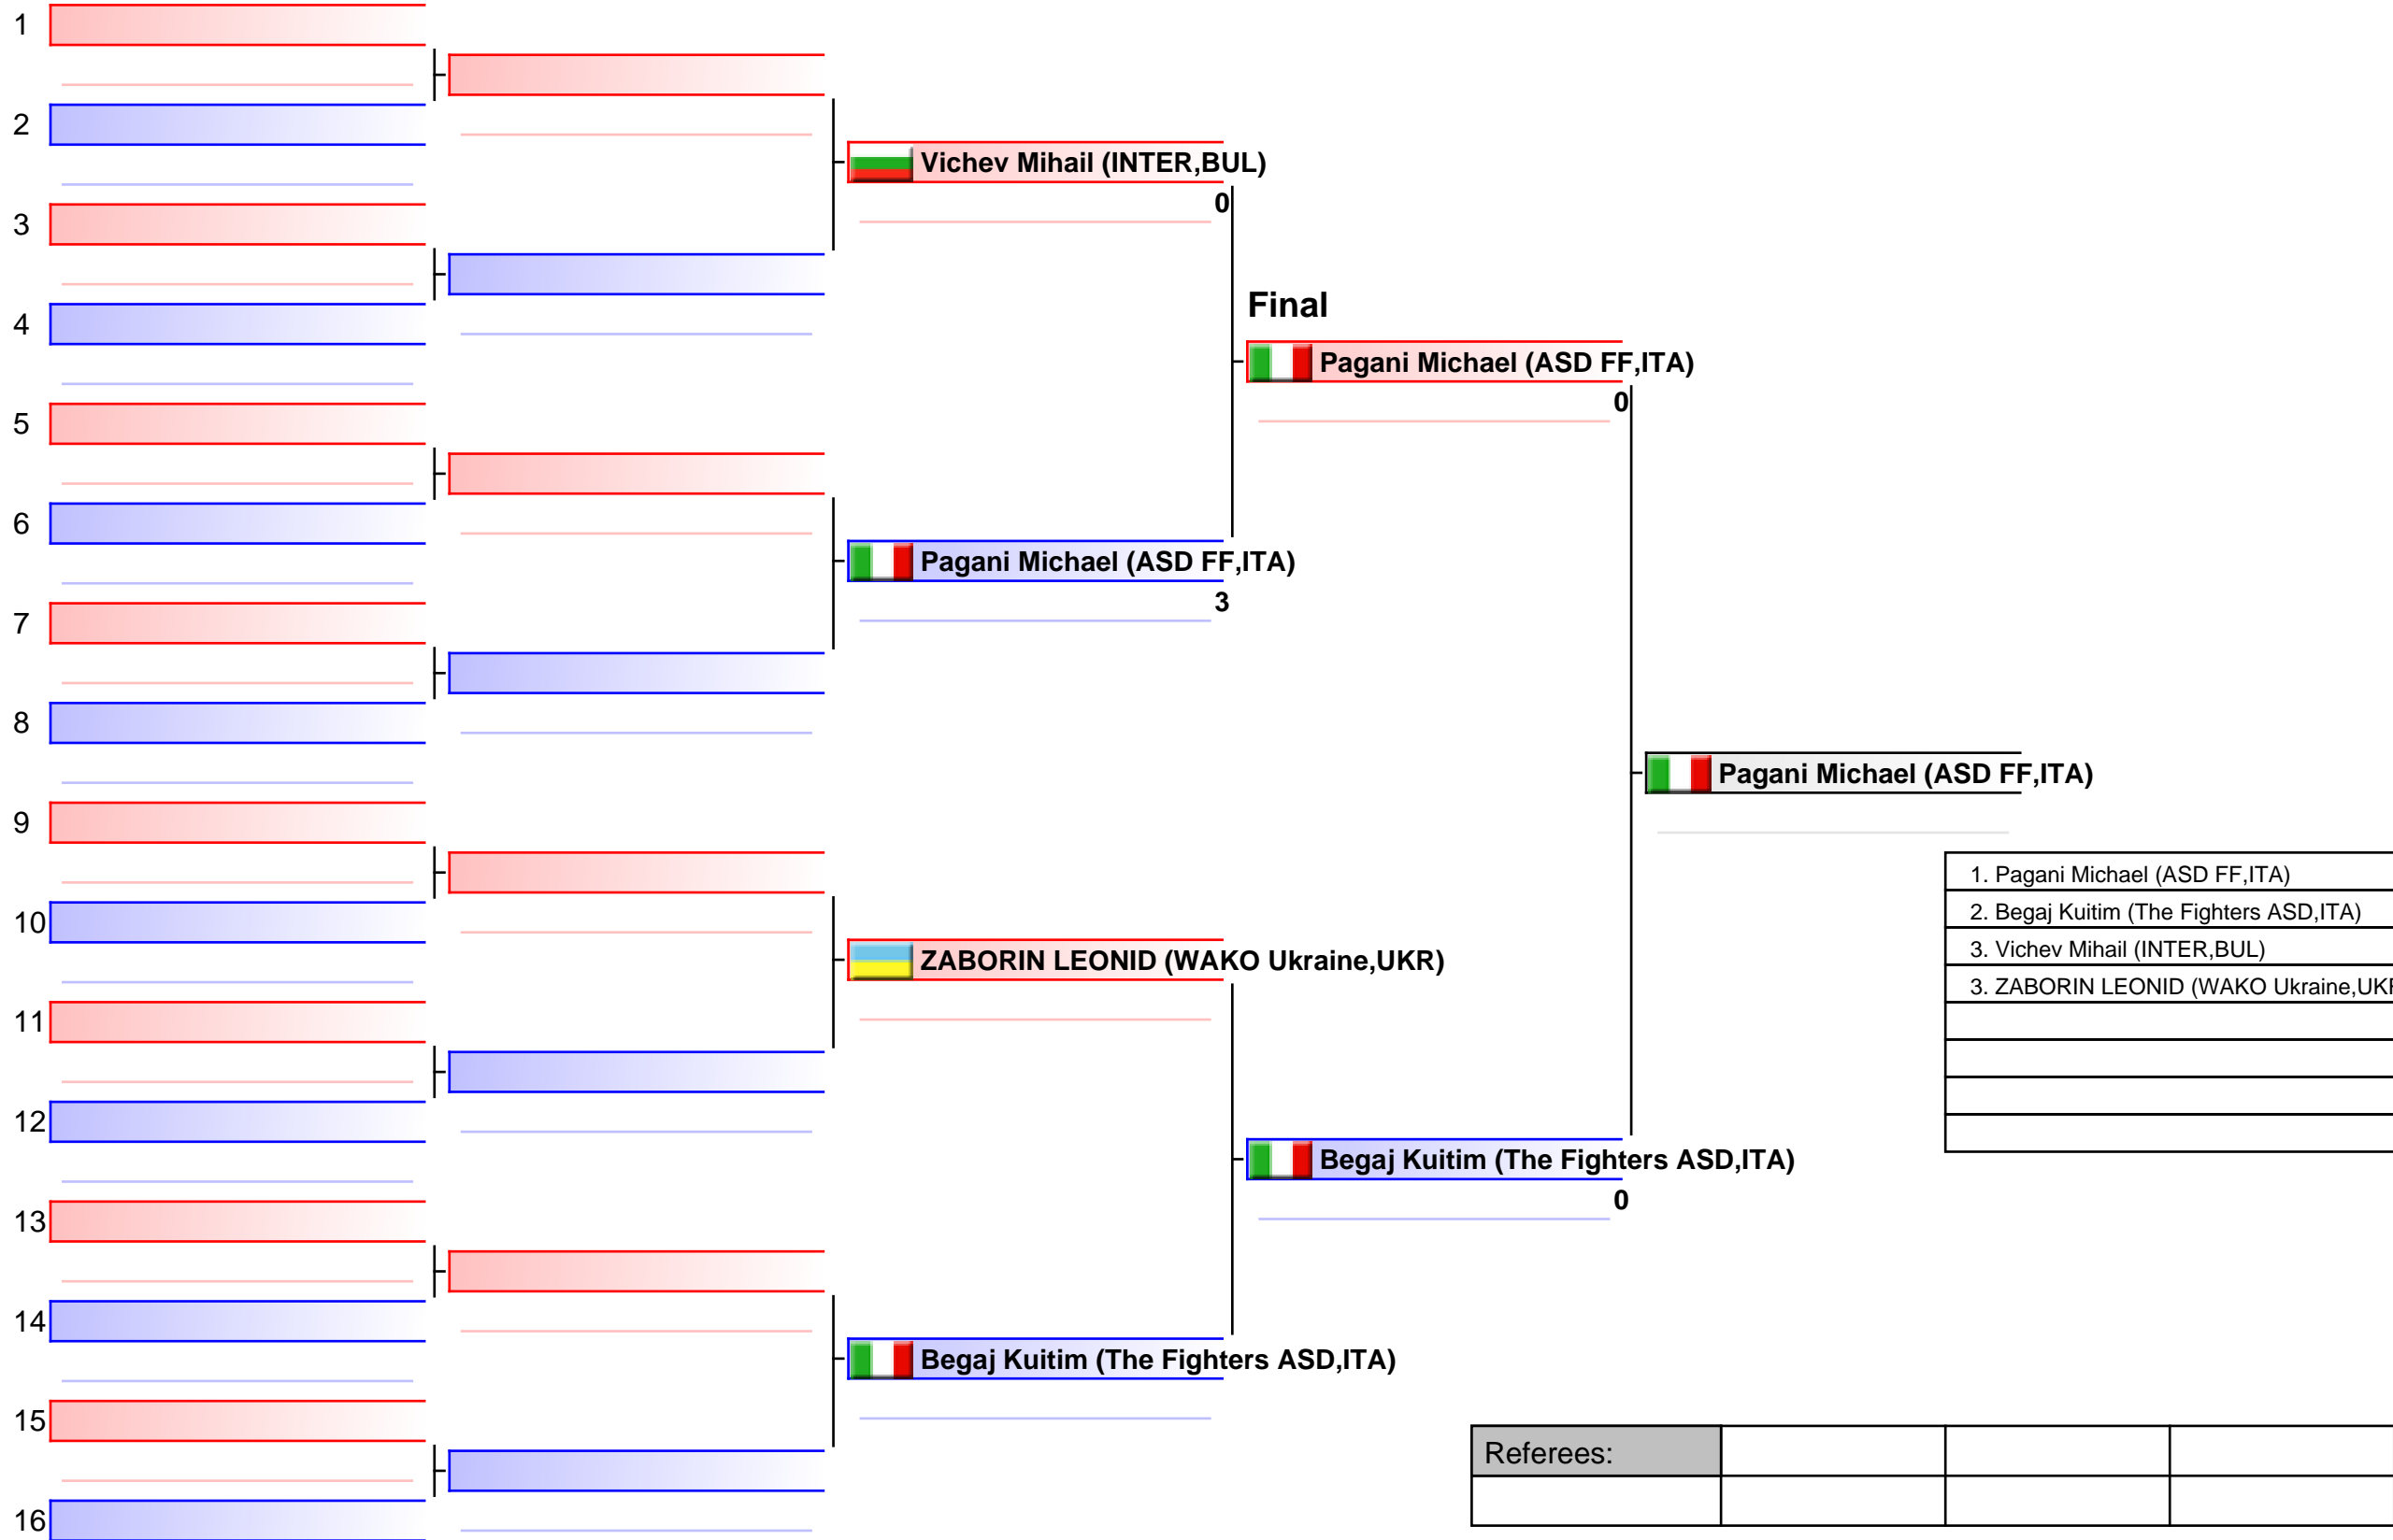 1
2
Vichev Mihail (INTER,BUL)
0
3
4
Final
Pagani Michael (ASD FF,ITA)
0
5
6
Pagani Michael (ASD FF,ITA)
3
7
8
Pagani Michael (ASD FF,ITA)
9
1. Pagani Michael (ASD FF,ITA)
2. Begaj Kuitim (The Fighters ASD,ITA)
3. Vichev Mihail (INTER,BUL)
3. ZABORIN LEONID (WAKO Ukraine,UKR
10
ZABORIN LEONID (WAKO Ukraine,UKR)
11
12
Begaj Kuitim (The Fighters ASD,ITA)
0
13
14
Begaj Kuitim (The Fighters ASD,ITA)
15
Referees:
16